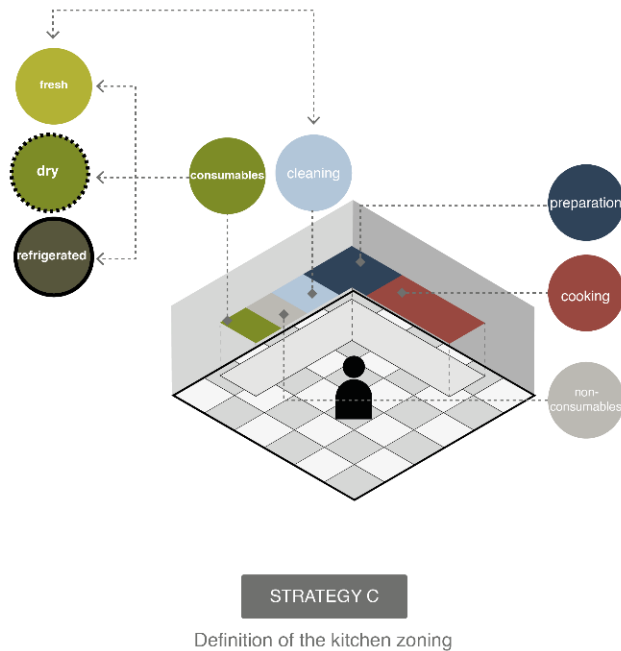 fresh
dry
refrigerated
consumables
cleaning
preparation
cooking
non-
consumables
STRATEGY C
Definition of the kitchen zoning